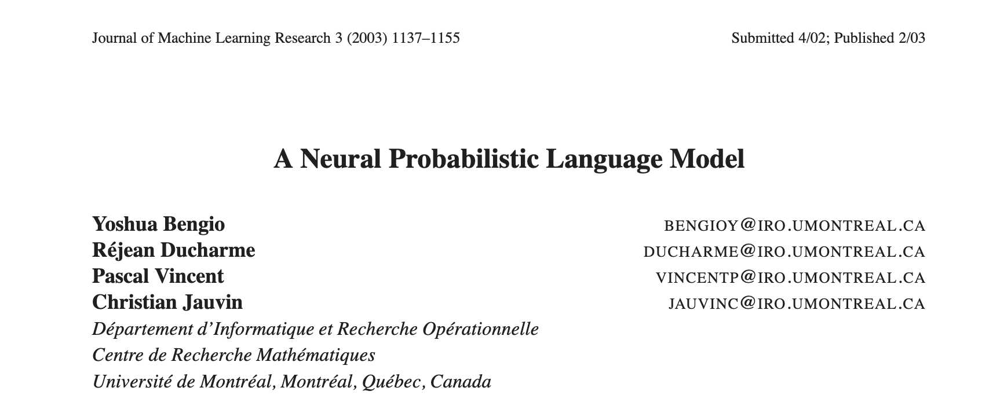 Journal of Machine Learning Research 3 (2003) 1137–1155 Submitted 4/02; Published 2/03
A Neural Probabilistic Language Model
Yoshua Bengio BENGIOY@IRO.UMONTREAL.CA
Réjean Ducharme DUCHARME@IRO.UMONTREAL.CA
Pascal Vincent VINCENTP@IRO.UMONTREAL.CA
Christian Jauvin JAUVINC@IRO.UMONTREAL.CA
Département d'Informatique et Recherche Opérationnelle
Centre de Recherche Mathématiques
Université de Montréal, Montréal, Québec, Canada